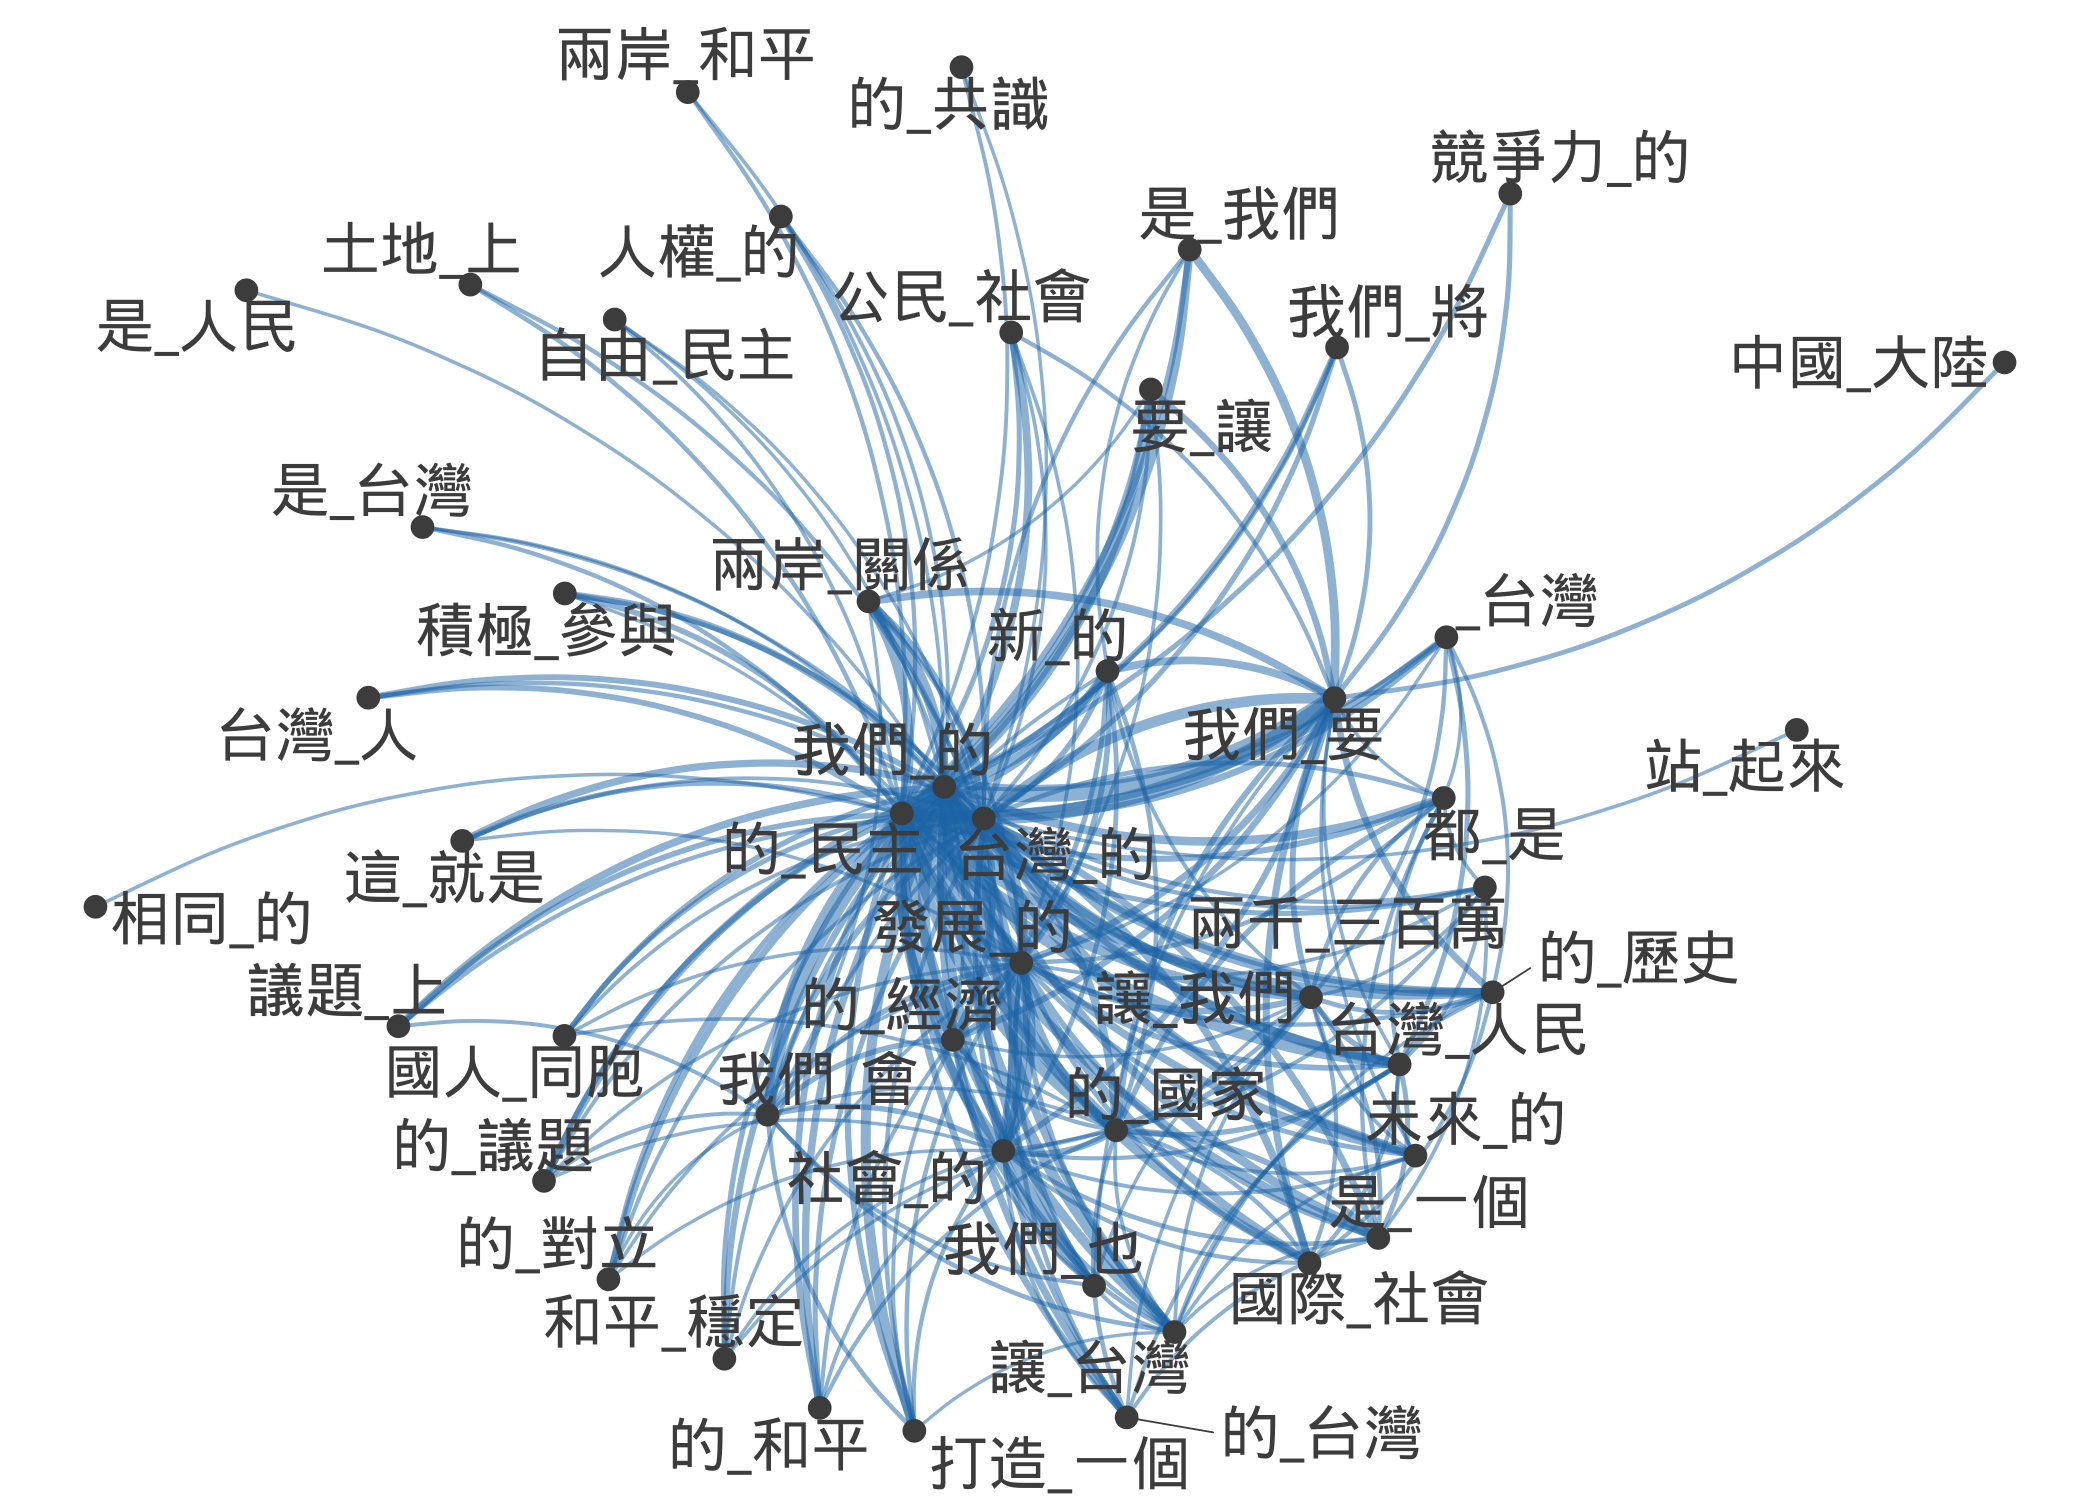 兩岸_和平
的_共識
競爭力_的
是_我們
土地_上
人權_的
公民_社會
我們_將
是_人民
自由_民主
中國_大陸
要_讓
是_台灣
兩岸_關係
_台灣
積極_參與
新_的
台灣_人
我們_的
我們_要
站_起來
都_是
的_民主
台灣_的
這_就是
相同_的
發展_的
兩千_三百萬
的_歷史
議題_上
的_經濟
讓_我們
台灣_人民
國人_同胞
我們_會
的_國家
未來_的
的_議題
社會_的
是_一個
的_對立
我們_也
國際_社會
和平_穩定
讓_台灣
的_和平
的_台灣
打造_一個